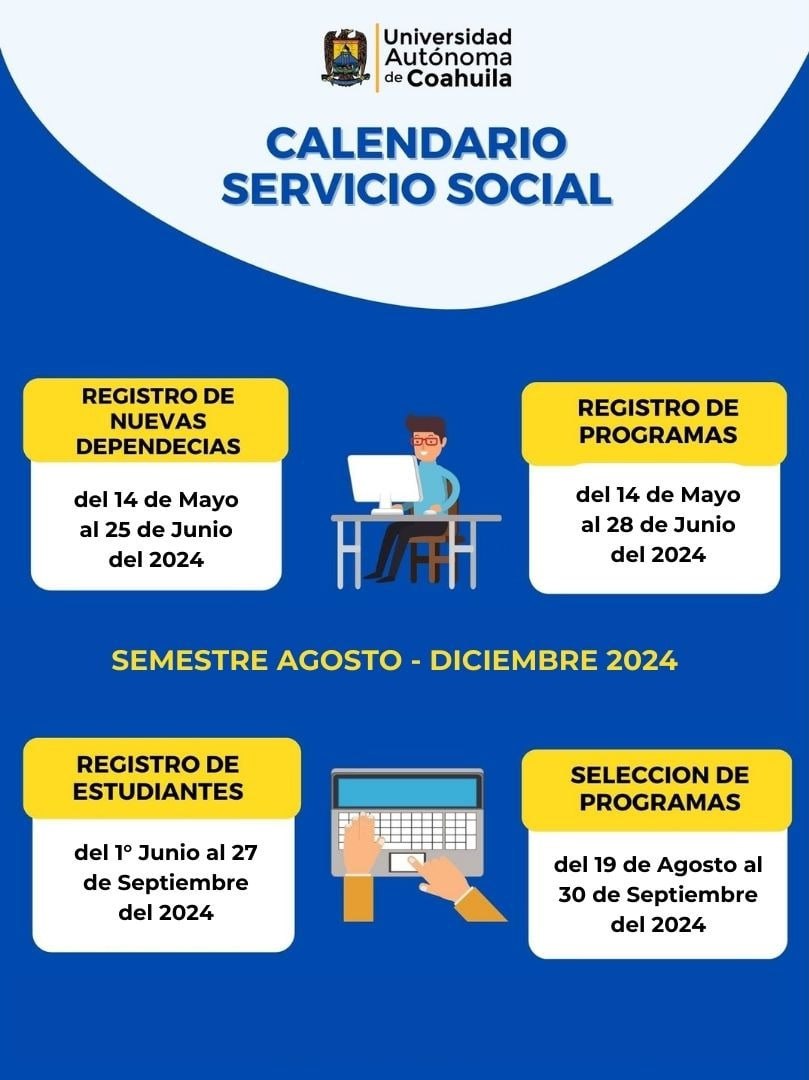 Universidad
Autónoma
de Coahuila
CALENDARIO
SERVICIO SOCIAL
REGISTRO DE
NUEVAS
DEPENDECIAS
del 14 de Mayo
al 25 de Junio
del 2024
REGISTRO DE
PROGRAMAS
del 14 de Mayo
al 28 de Junio
del 2024
SEMESTRE AGOSTO - DICIEMBRE 2024
REGISTRO DE
ESTUDIANTES
del 1° Junio al 27
de Septiembre
del 2024
SELECCION DE
PROGRAMAS
del 19 de Agosto al
30 de Septiembre
del 2024